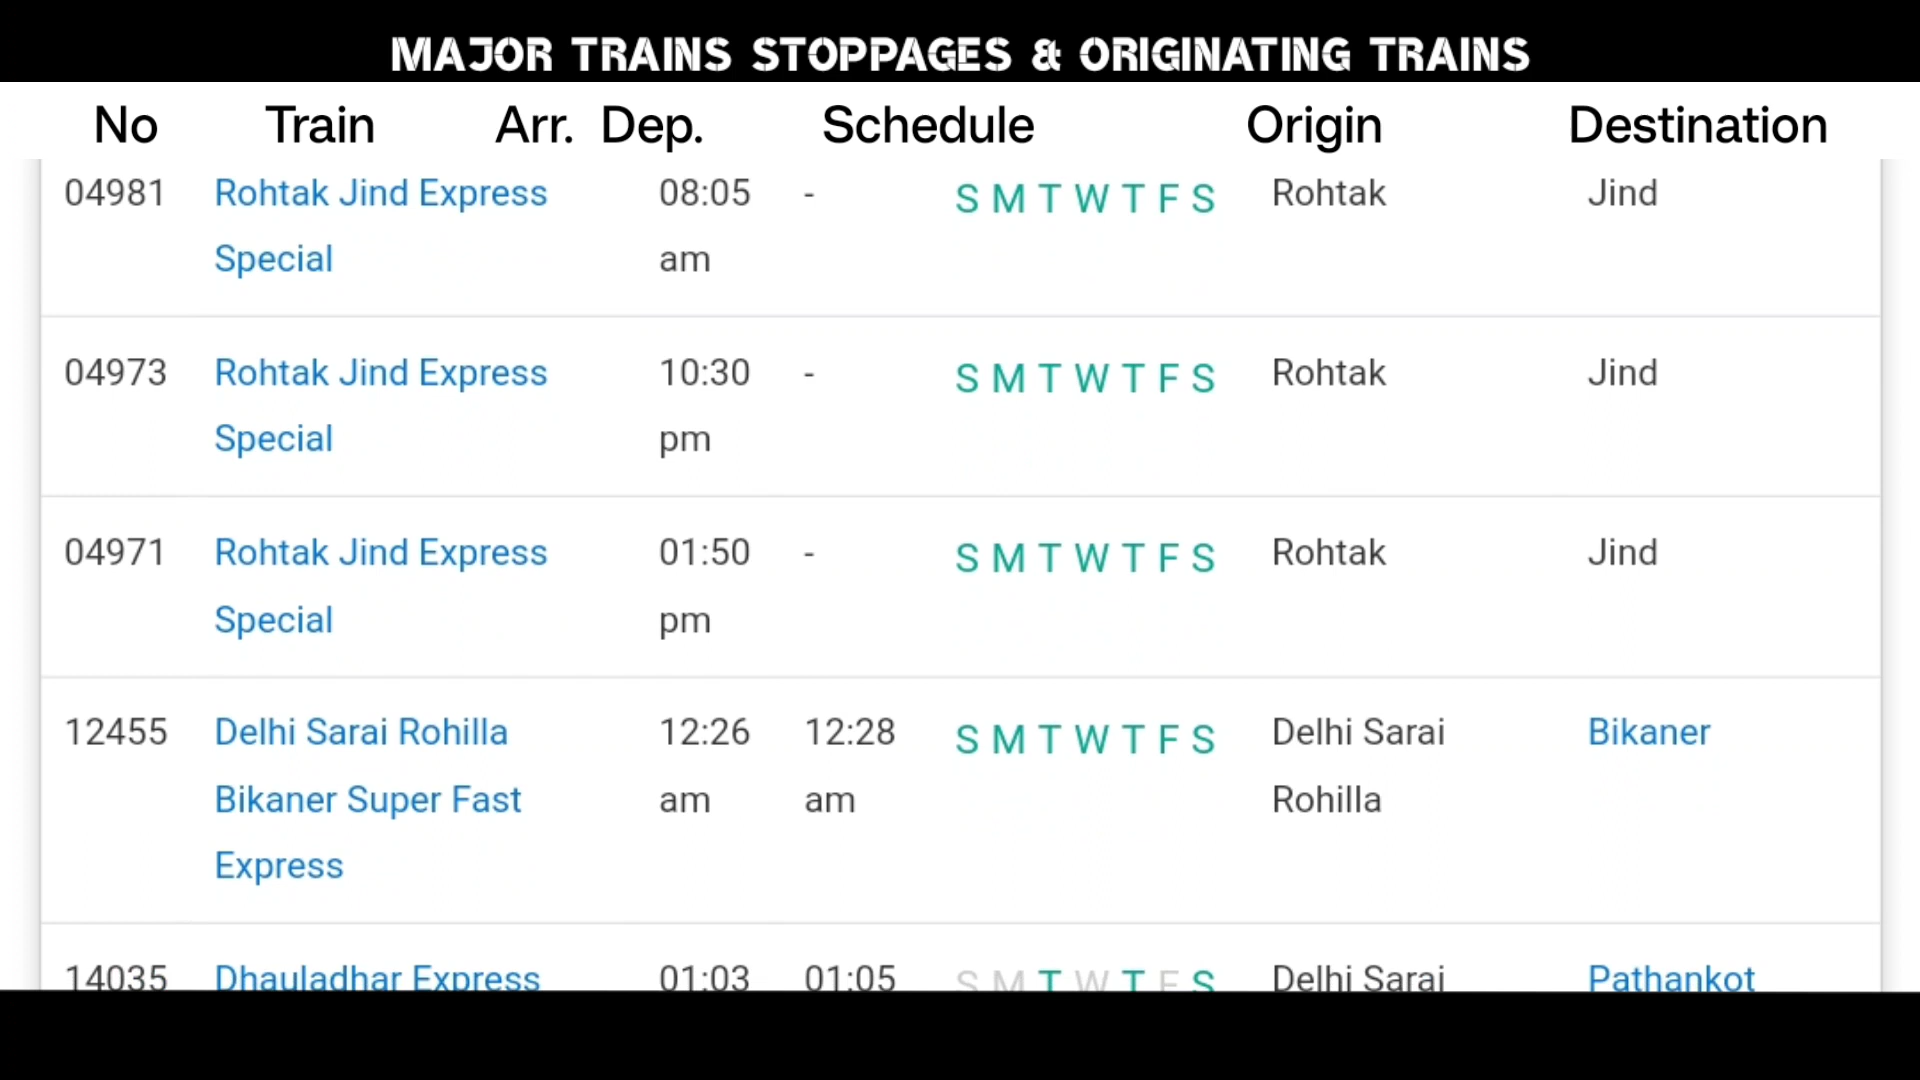 MAJOR TRAINS STOPPAGES & ORIGINATING TRAINS
No Train Arr. Dep. Schedule Origin Destination
04981 Rohtak Jind Express 08:05 - S M T W T F S Rohtak Jind
Special am
04973 Rohtak Jind Express 10:30 - S M T W T F S Rohtak Jind
Special pm
04971 Rohtak Jind Express 01:50 - S M T W T F S Rohtak Jind
Special pm
12455 Delhi Sarai Rohilla 12:26 12:28 S M T W T F S Delhi Sarai Bikaner
Bikaner Super Fast am am Rohilla
Express
14035 Dhauladhar Express 01:03 01:05 S M T W T F S Delhi Sarai Pathankot